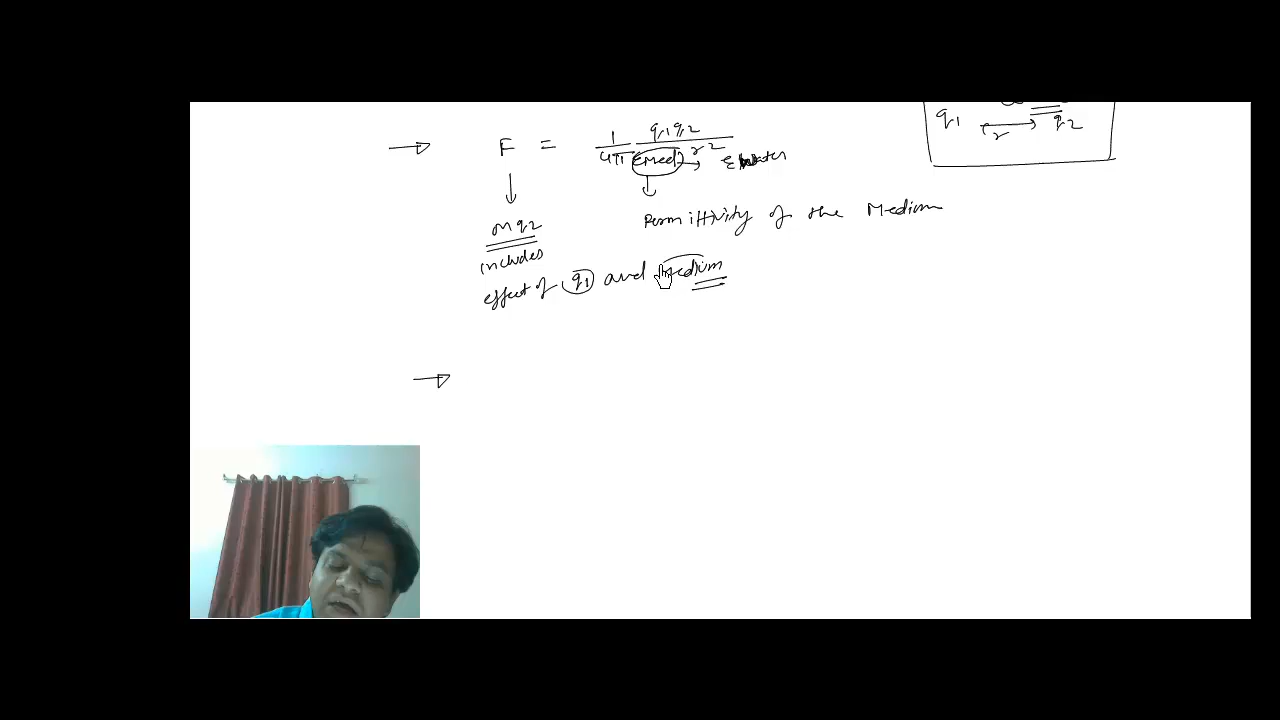 q1 r q2
→ F = 1/4π εmed q1q2/r2 → εwater
Permittivity of the Medium
on q2
includes
effect of q1 and medium
→